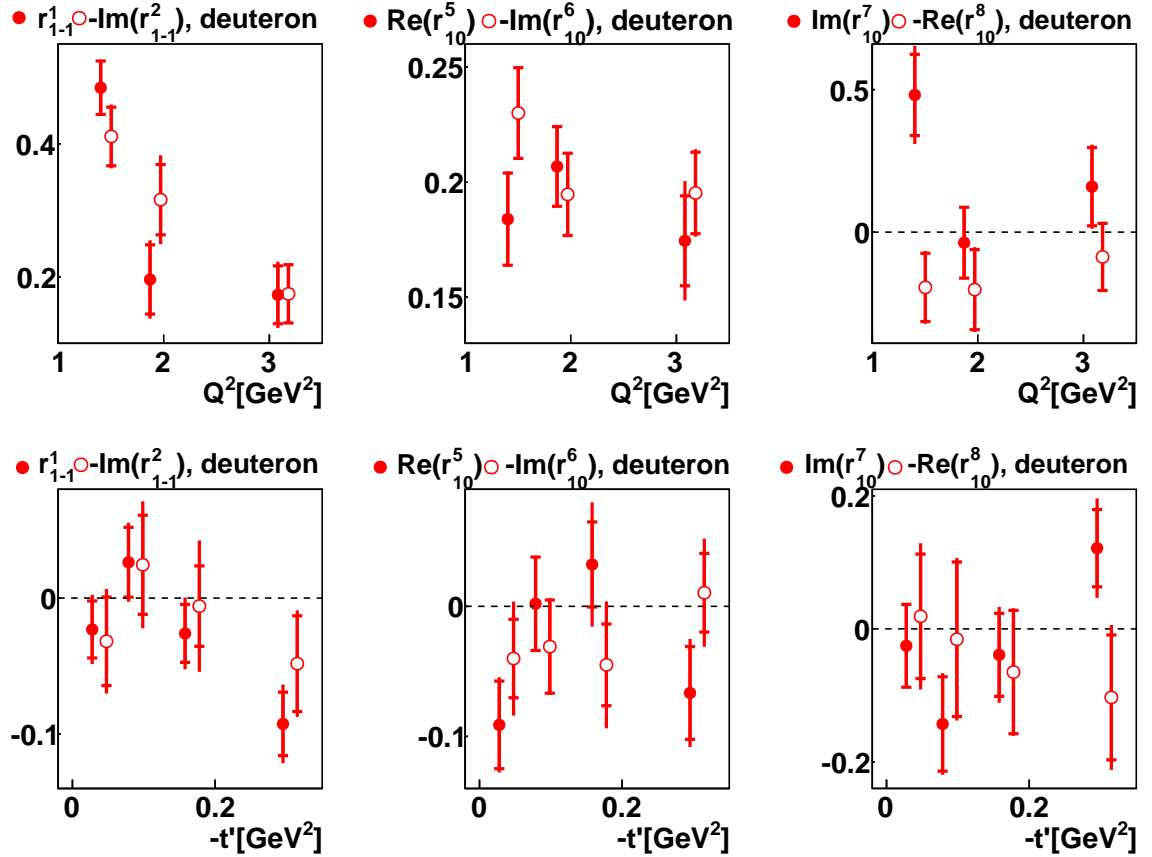 r¹₁₋₁ -Im(r²₁₋₁), deuteron
0.4
0.2
1 2 3
Q²[GeV²]
Re(r⁵₁₀) -Im(r⁶₁₀), deuteron
0.25
0.2
0.15
1 2 3
Q²[GeV²]
Im(r⁷₁₀) -Re(r⁸₁₀), deuteron
0.5
0
1 2 3
Q²[GeV²]
r¹₁₋₁ -Im(r²₁₋₁), deuteron
0
-0.1
0 0.2
-t'[GeV²]
Re(r⁵₁₀) -Im(r⁶₁₀), deuteron
0
-0.1
0 0.2
-t'[GeV²]
Im(r⁷₁₀) -Re(r⁸₁₀), deuteron
0.2
0
-0.2
0 0.2
-t'[GeV²]